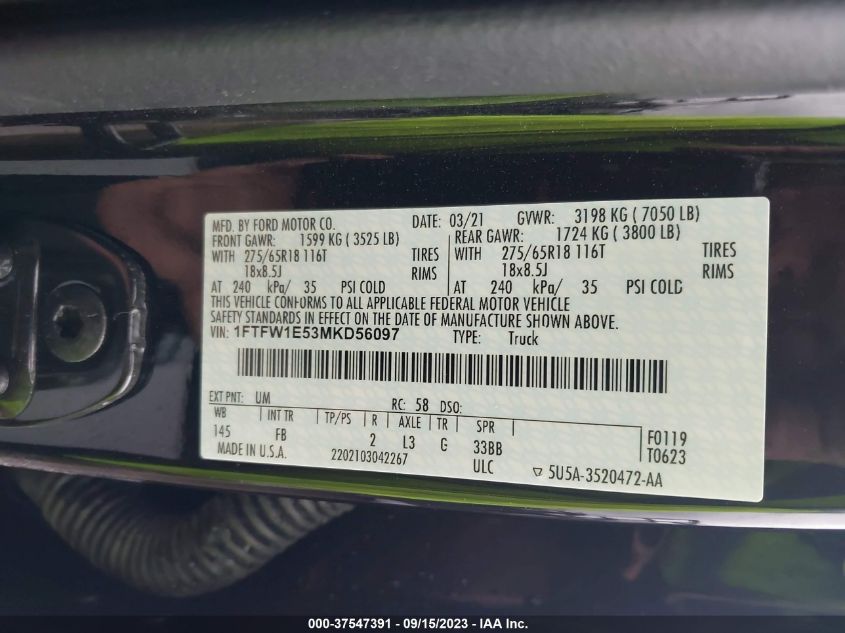 MFD. BY FORD MOTOR CO. DATE: 03/21 GVWR: 3198 KG ( 7050 LB)
FRONT GAWR: 1599 KG ( 3525 LB) REAR GAWR: 1724 KG ( 3800 LB)
WITH 275/65R18 116T TIRES WITH 275/65R18 116T TIRES
18x8.5J RIMS 18x8.5J RIMS
AT 240 kPa/ 35 PSI COLD AT 240 kPa/ 35 PSI COLD
THIS VEHICLE CONFORMS TO ALL APPLICABLE FEDERAL MOTOR VEHICLE
SAFETY STANDARDS IN EFFECT ON THE DATE OF MANUFACTURE SHOWN ABOVE.
VIN: 1FTFW1E53MKD56097 TYPE: Truck
EXT PNT: UM RC: 58 DSO:
WB INT TR TP/PS R AXLE TR SPR
145 FB 2 L3 G 33BB F0119
MADE IN U.S.A. 2202103042267 ULC T0623
▽ 5U5A-3520472-AA
000-37547391 - 09/15/2023 - IAA Inc.